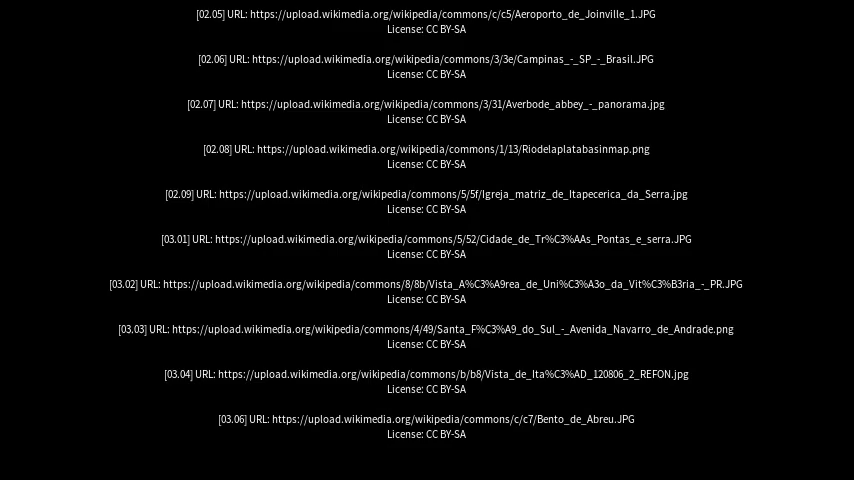 [02.05] URL: https://upload.wikimedia.org/wikipedia/commons/c/c5/Aeroporto_de_Joinville_1.JPG
License: CC BY-SA
[02.06] URL: https://upload.wikimedia.org/wikipedia/commons/3/3e/Campinas_-_SP_-_Brasil.JPG
License: CC BY-SA
[02.07] URL: https://upload.wikimedia.org/wikipedia/commons/3/31/Averbode_abbey_-_panorama.jpg
License: CC BY-SA
[02.08] URL: https://upload.wikimedia.org/wikipedia/commons/1/13/Riodelaplatabasinmap.png
License: CC BY-SA
[02.09] URL: https://upload.wikimedia.org/wikipedia/commons/5/5f/Igreja_matriz_de_Itapecerica_da_Serra.jpg
License: CC BY-SA
[03.01] URL: https://upload.wikimedia.org/wikipedia/commons/5/52/Cidade_de_Tr%C3%AAs_Pontas_e_serra.JPG
License: CC BY-SA
[03.02] URL: https://upload.wikimedia.org/wikipedia/commons/8/8b/Vista_A%C3%A9rea_de_Uni%C3%A3o_da_Vit%C3%B3ria_-_PR.JPG
License: CC BY-SA
[03.03] URL: https://upload.wikimedia.org/wikipedia/commons/4/49/Santa_F%C3%A9_do_Sul_-_Avenida_Navarro_de_Andrade.png
License: CC BY-SA
[03.04] URL: https://upload.wikimedia.org/wikipedia/commons/b/b8/Vista_de_Ita%C3%AD_120806_2_REFON.jpg
License: CC BY-SA
[03.06] URL: https://upload.wikimedia.org/wikipedia/commons/c/c7/Bento_de_Abreu.JPG
License: CC BY-SA